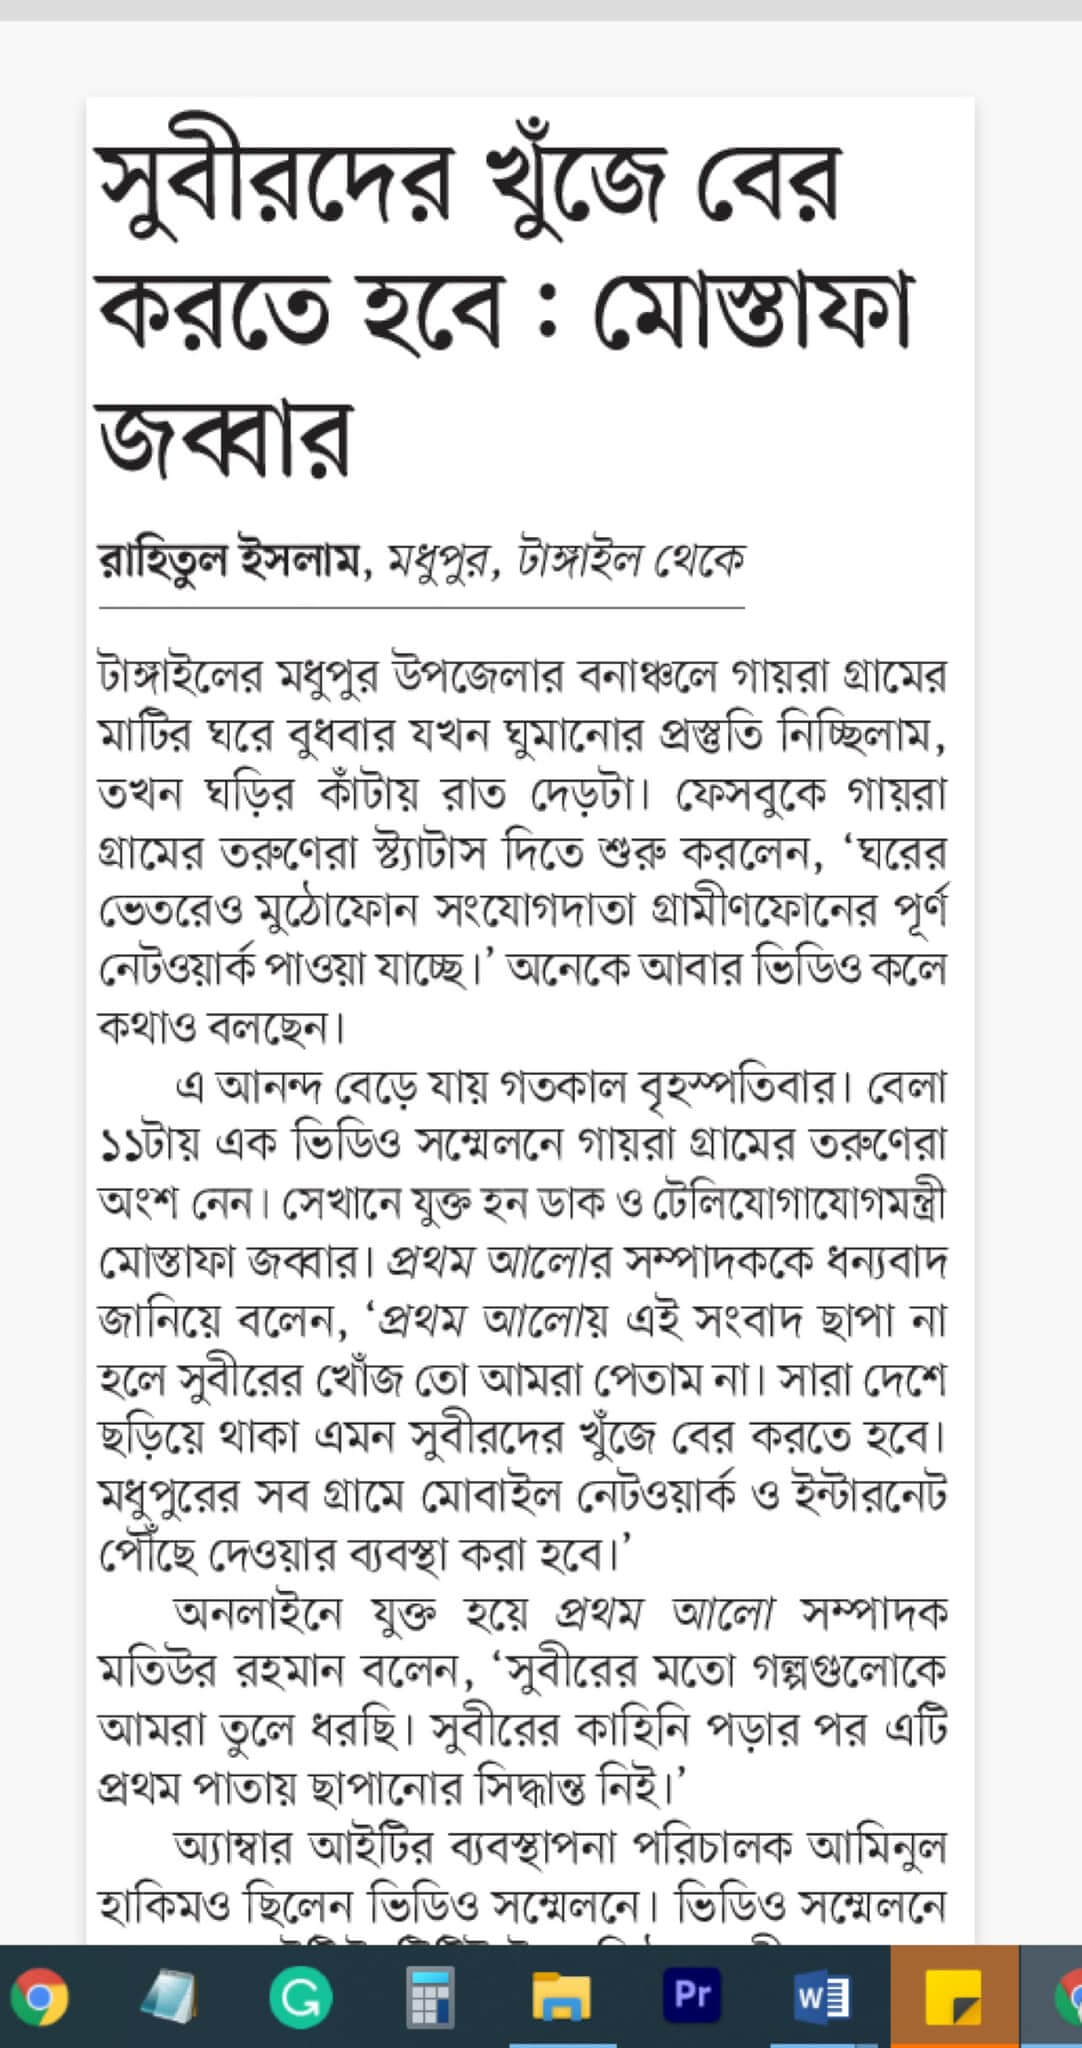 সুবীরদের খুঁজে বের
করতে হবে : মোস্তাফা
জব্বার
রাহিতুল ইসলাম, মধুপুর, টাঙ্গাইল থেকে
টাঙ্গাইলের মধুপুর উপজেলার বনাঞ্চলে গায়রা গ্রামের
মাটির ঘরে বুধবার যখন ঘুমানোর প্রস্তুতি নিচ্ছিলাম,
তখন ঘড়ির কাঁটায় রাত দেড়টা। ফেসবুকে গায়রা
গ্রামের তরুণেরা স্ট্যাটাস দিতে শুরু করলেন, ‘ঘরের
ভেতরেও মুঠোফোন সংযোগদাতা গ্রামীণফোনের পূর্ণ
নেটওয়ার্ক পাওয়া যাচ্ছে।’ অনেকে আবার ভিডিও কলে
কথাও বলছেন।
এ আনন্দ বেড়ে যায় গতকাল বৃহস্পতিবার। বেলা
১১টায় এক ভিডিও সম্মেলনে গায়রা গ্রামের তরুণেরা
অংশ নেন। সেখানে যুক্ত হন ডাক ও টেলিযোগাযোগমন্ত্রী
মোস্তাফা জব্বার। প্রথম আলোর সম্পাদককে ধন্যবাদ
জানিয়ে বলেন, ‘প্রথম আলোয় এই সংবাদ ছাপা না
হলে সুবীরের খোঁজ তো আমরা পেতাম না। সারা দেশে
ছড়িয়ে থাকা এমন সুবীরদের খুঁজে বের করতে হবে।
মধুপুরের সব গ্রামে মোবাইল নেটওয়ার্ক ও ইন্টারনেট
পৌঁছে দেওয়ার ব্যবস্থা করা হবে।’
অনলাইনে যুক্ত হয়ে প্রথম আলো সম্পাদক
মতিউর রহমান বলেন, ‘সুবীরের মতো গল্পগুলোকে
আমরা তুলে ধরছি। সুবীরের কাহিনি পড়ার পর এটি
প্রথম পাতায় ছাপানোর সিদ্ধান্ত নিই।’
অ্যাম্বার আইটির ব্যবস্থাপনা পরিচালক আমিনুল
হাকিমও ছিলেন ভিডিও সম্মেলনে। ভিডিও সম্মেলনে
G Pr W